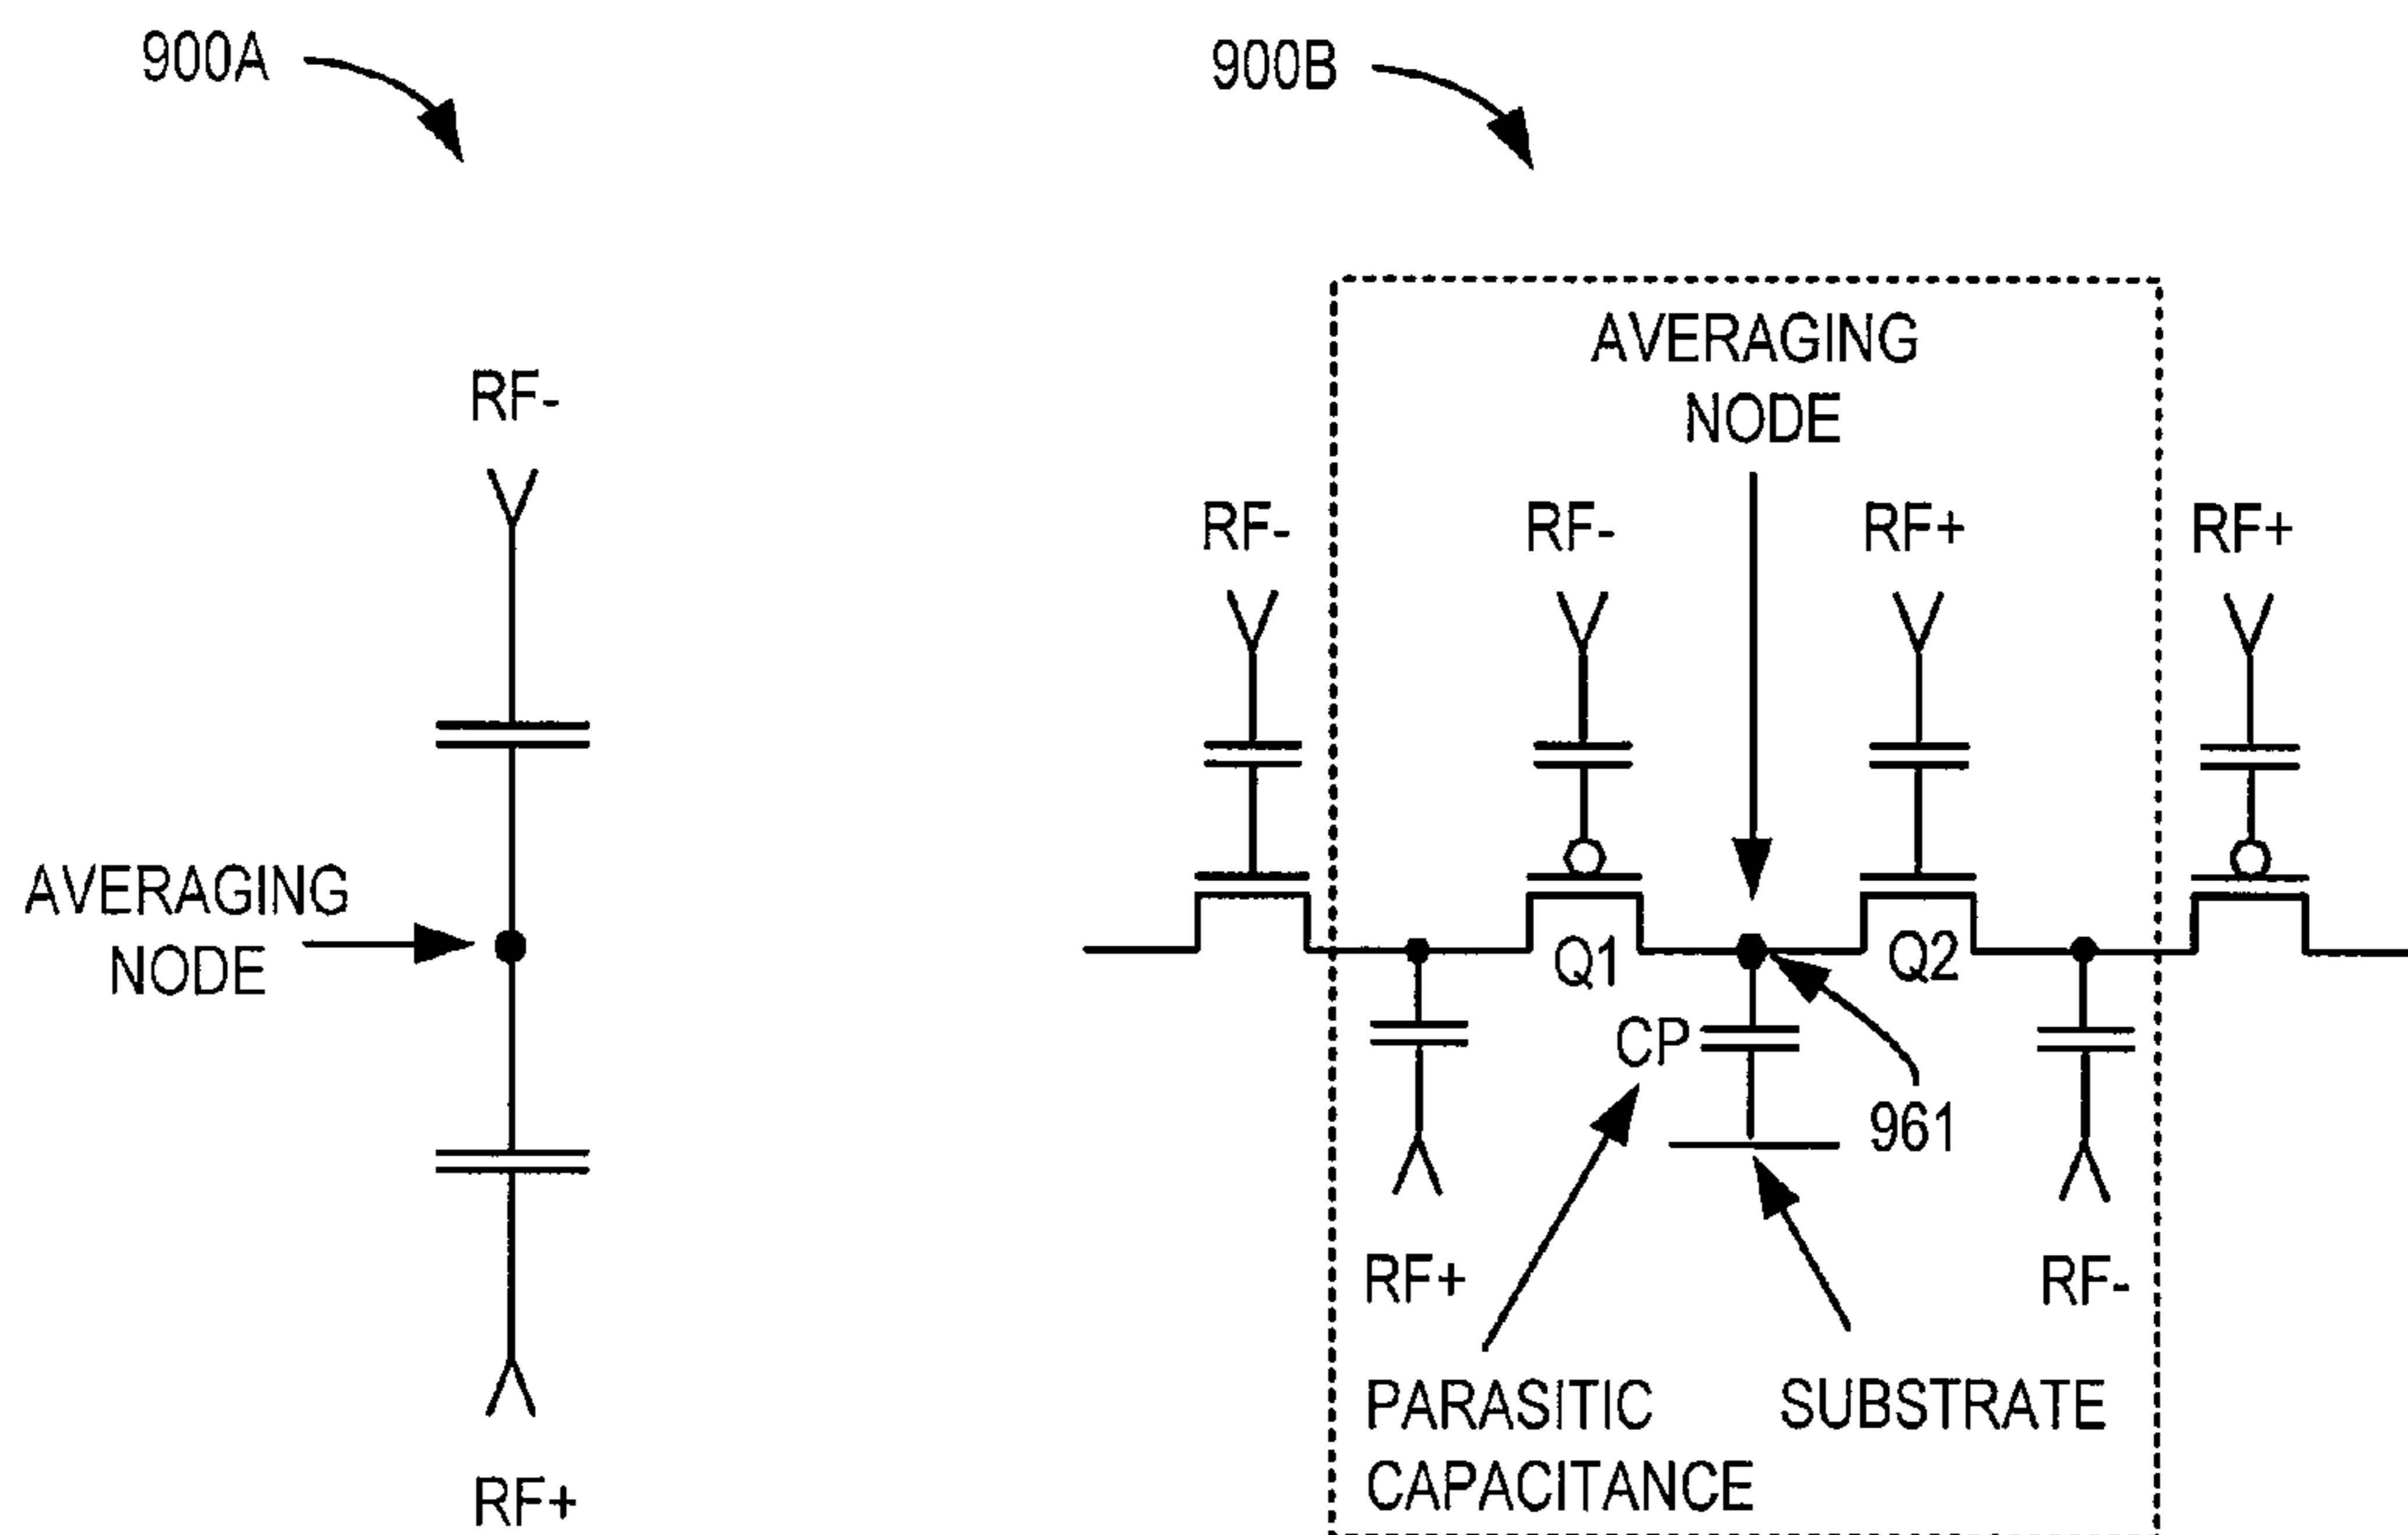 900A
900B
RF-
AVERAGING
NODE
RF+
AVERAGING
NODE
RF-
RF-
RF+
RF+
Q1
Q2
CP
961
RF+
RF-
PARASITIC
CAPACITANCE
SUBSTRATE